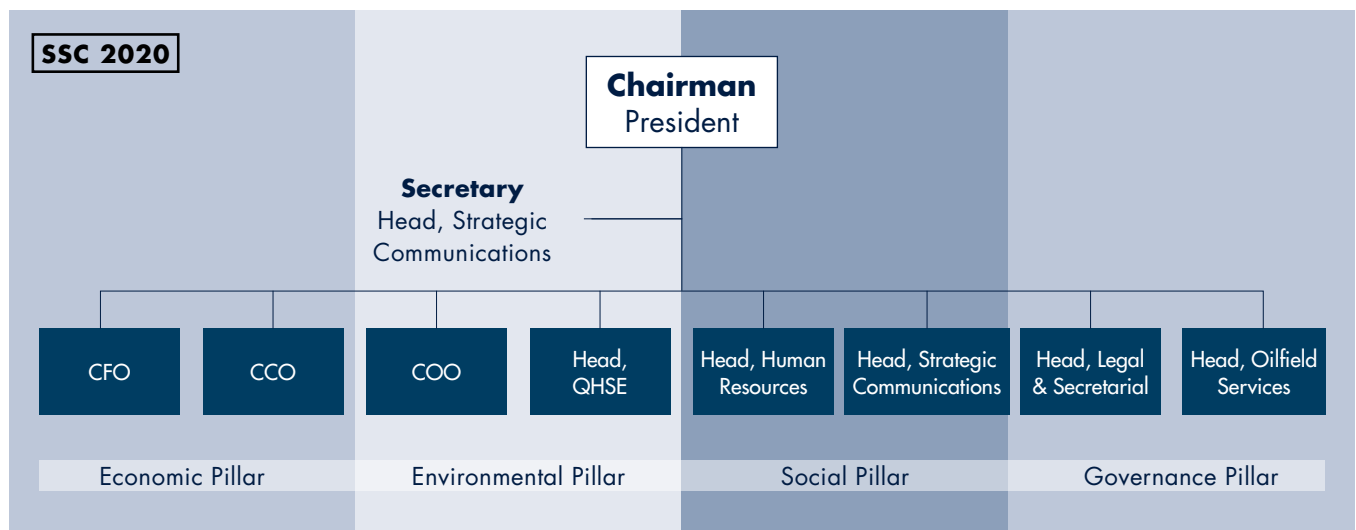 SSC 2020
Chairman
President
Secretary
Head, Strategic
Communications
CFO
CCO
COO
Head,
QHSE
Head, Human
Resources
Head, Strategic
Communications
Head, Legal
& Secretarial
Head, Oilfield
Services
Economic Pillar
Environmental Pillar
Social Pillar
Governance Pillar